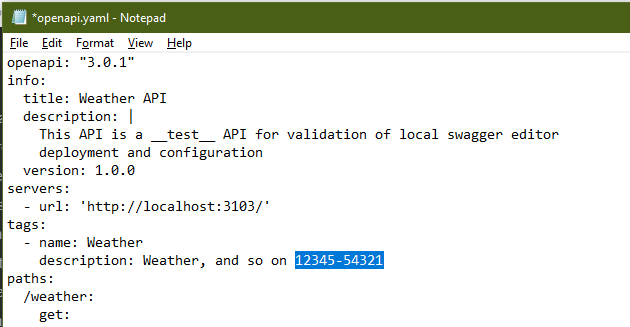 *openapi.yaml - Notepad
File Edit Format View Help
openapi: "3.0.1"
info:
  title: Weather API
  description: |
    This API is a __test__ API for validation of local swagger editor
    deployment and configuration
  version: 1.0.0
servers:
  - url: 'http://localhost:3103/'
tags:
  - name: Weather
    description: Weather, and so on 12345-54321
paths:
  /weather:
    get: